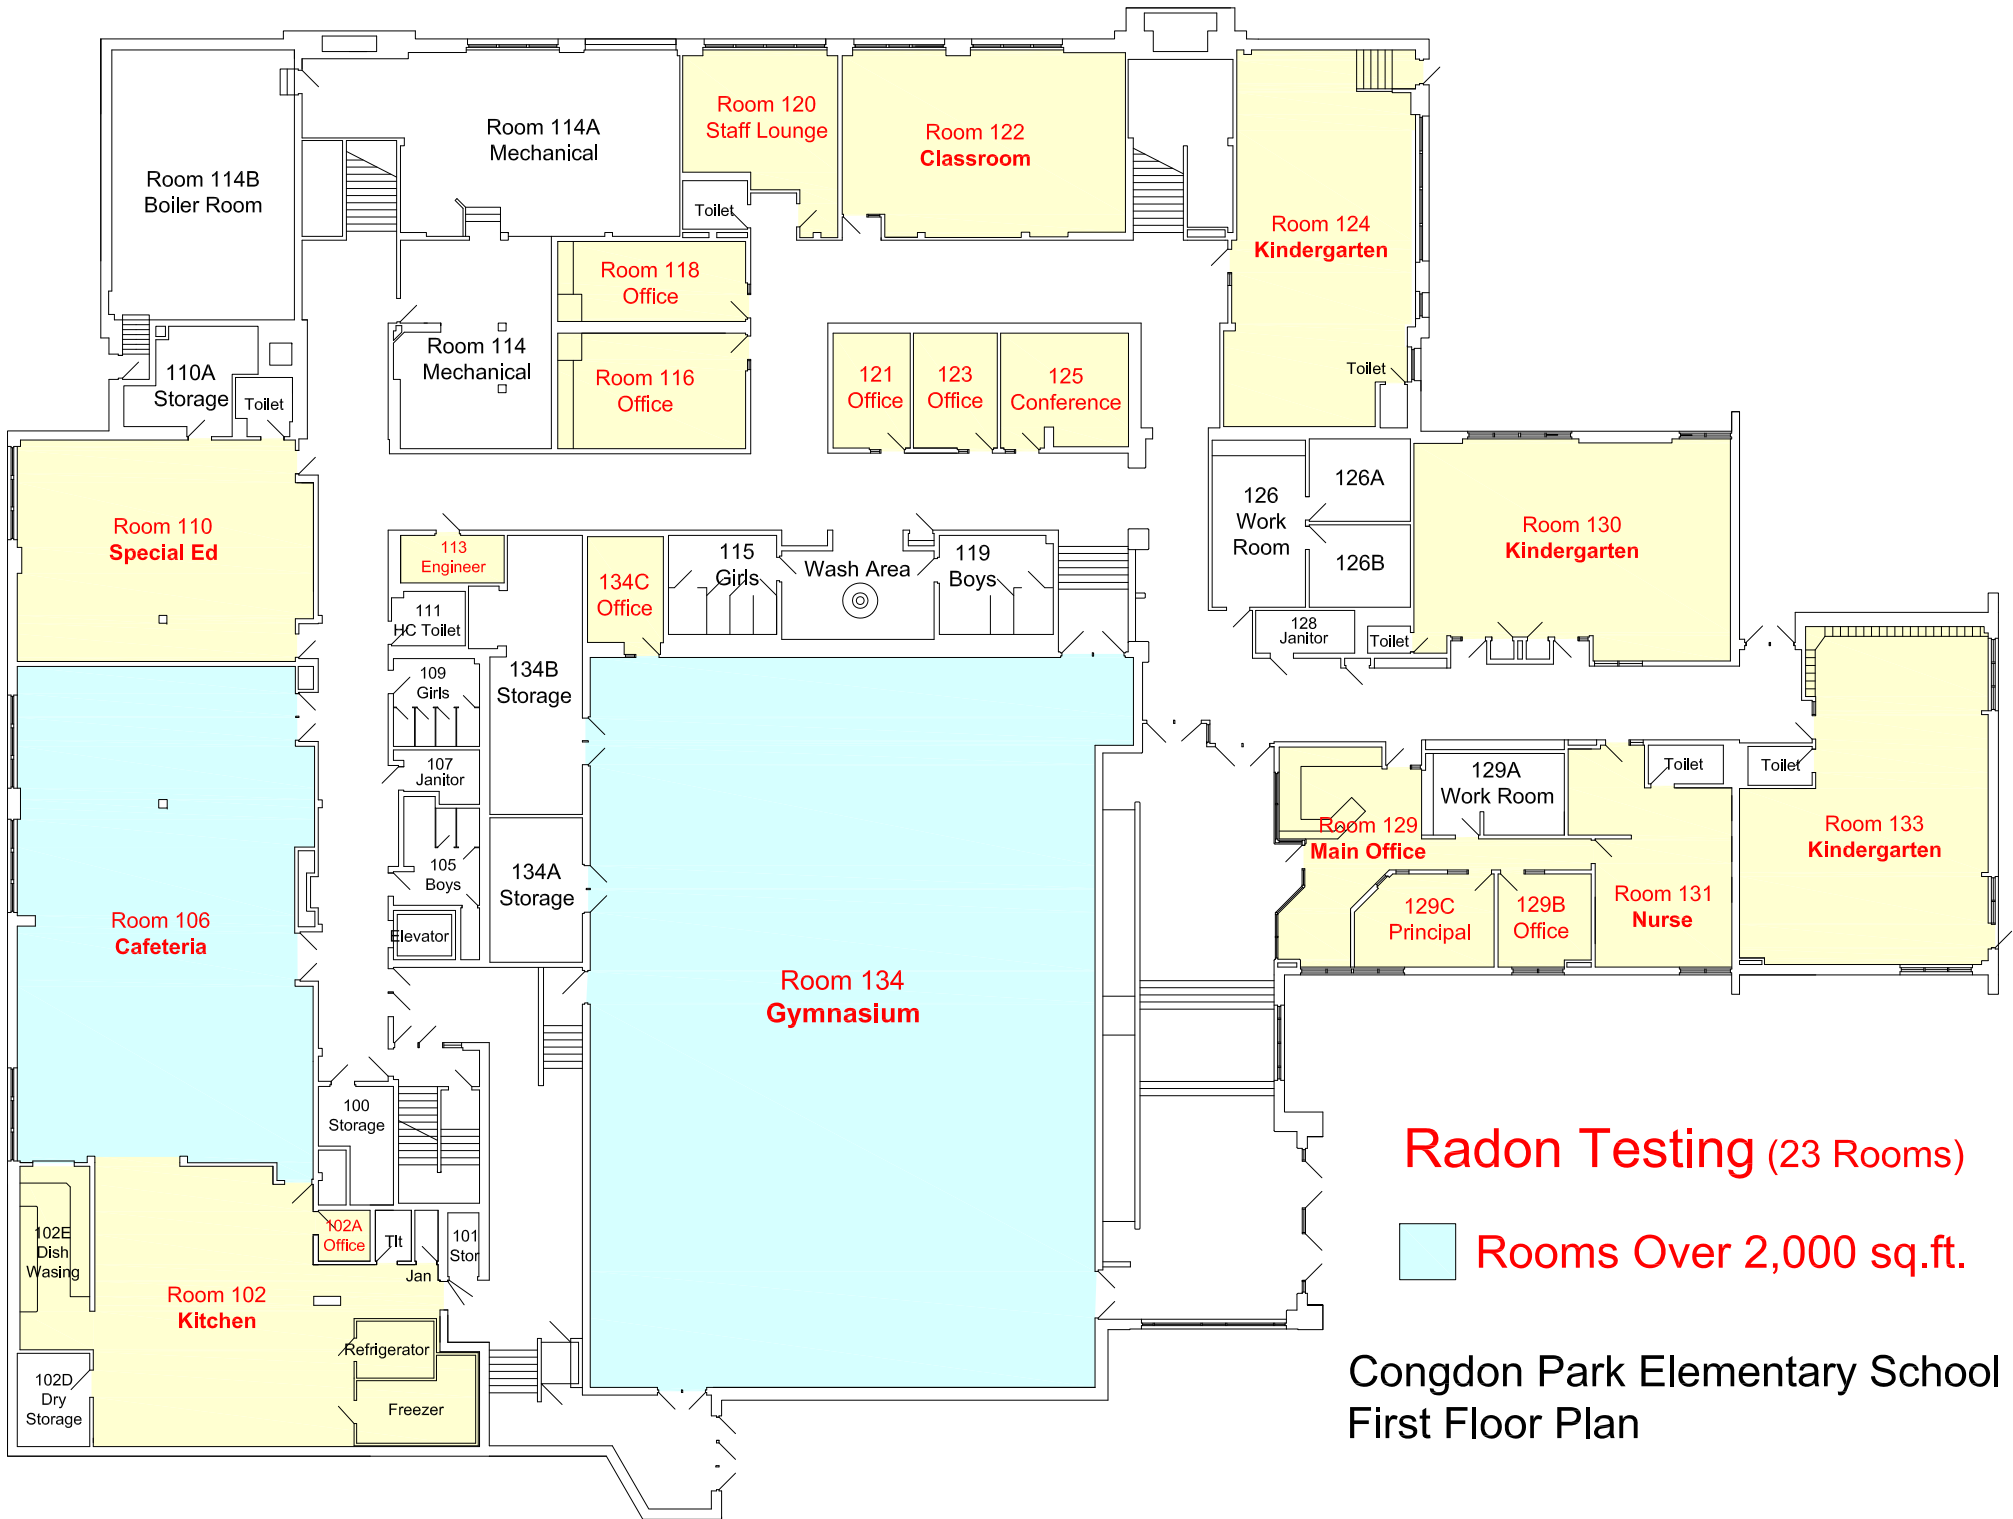 Room 114B
Boiler Room
Room 114A
Mechanical
Room 120
Staff Lounge
Room 122
Classroom
Room 124
Kindergarten
Toilet
Room 118
Office
Room 114
Mechanical
Room 116
Office
121
Office
123
Office
125
Conference
Toilet
110A
Storage
Toilet
Room 110
Special Ed
113
Engineer
134C
Office
115
Girls
Wash Area
119
Boys
126
Work
Room
126A
126B
Room 130
Kindergarten
111
HC Toilet
128
Janitor
Toilet
109
Girls
134B
Storage
107
Janitor
105
Boys
134A
Storage
Elevator
Room 106
Cafeteria
Room 134
Gymnasium
Room 129
Main Office
129A
Work Room
Toilet
Toilet
Room 133
Kindergarten
129C
Principal
129B
Office
Room 131
Nurse
100
Storage
102E
Dish
Wasing
102A
Office
Tlt
Jan
101
Stor
Room 102
Kitchen
Refrigerator
Freezer
102D
Dry
Storage
Radon Testing (23 Rooms)
Rooms Over 2,000 sq.ft.
Congdon Park Elementary School
First Floor Plan